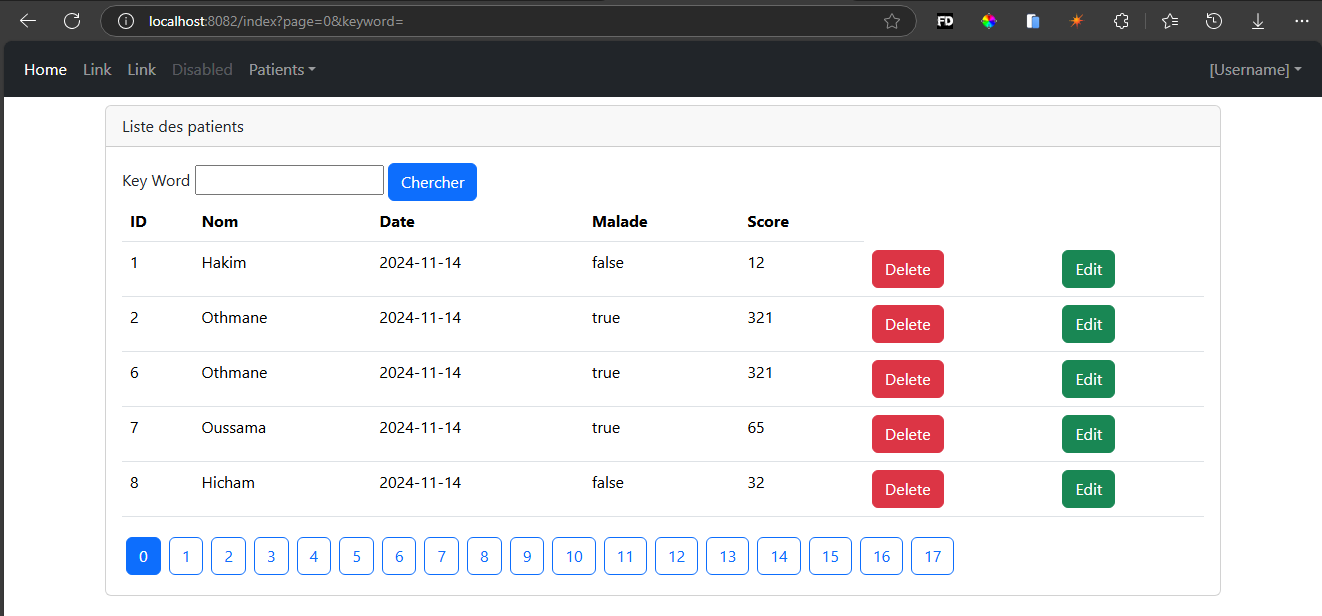 localhost:8082/index?page=0&keyword=
FD
Home Link Link Disabled Patients [Username]
Liste des patients
Key Word Chercher
ID Nom Date Malade Score
1 Hakim 2024-11-14 false 12 Delete Edit
2 Othmane 2024-11-14 true 321 Delete Edit
6 Othmane 2024-11-14 true 321 Delete Edit
7 Oussama 2024-11-14 true 65 Delete Edit
8 Hicham 2024-11-14 false 32 Delete Edit
0 1 2 3 4 5 6 7 8 9 10 11 12 13 14 15 16 17